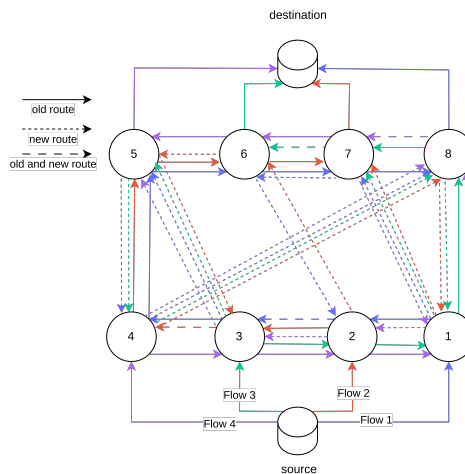 destination
old route
new route
old and new route
5
6
7
8
4
3
2
1
Flow 3
Flow 2
Flow 4
Flow 1
source